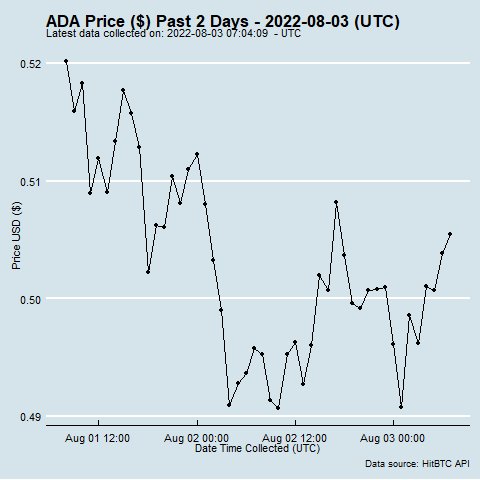 ADA Price ($) Past 2 Days - 2022-08-03 (UTC)
Latest data collected on: 2022-08-03 07:04:09 - UTC
0.52
0.51
Price USD ($)
0.50
0.49
Aug 01 12:00 Aug 02 00:00 Aug 02 12:00 Aug 03 00:00
Date Time Collected (UTC)
Data source: HitBTC API